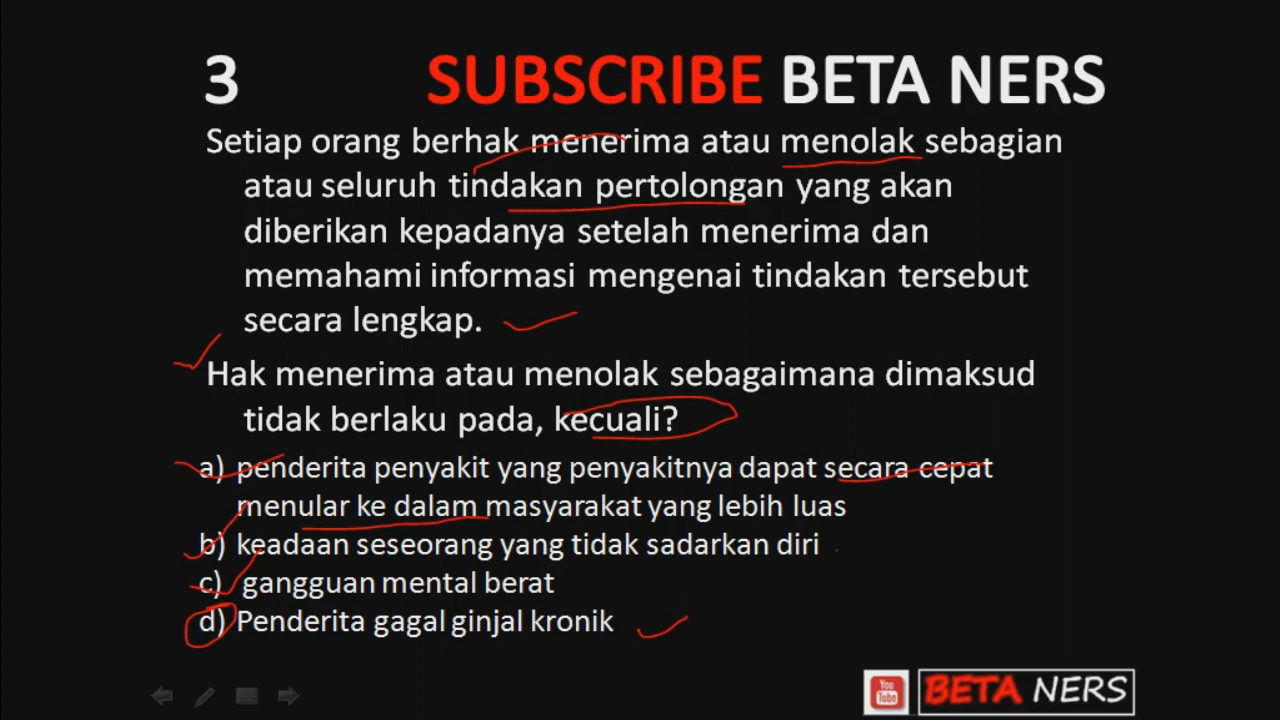 3 SUBSCRIBE BETA NERS
Setiap orang berhak menerima atau menolak sebagian
atau seluruh tindakan pertolongan yang akan
diberikan kepadanya setelah menerima dan
memahami informasi mengenai tindakan tersebut
secara lengkap.
Hak menerima atau menolak sebagaimana dimaksud
tidak berlaku pada, kecuali?
a) penderita penyakit yang penyakitnya dapat secara cepat
menular ke dalam masyarakat yang lebih luas
b) keadaan seseorang yang tidak sadarkan diri
c) gangguan mental berat
d) Penderita gagal ginjal kronik
You
Tube
BETA NERS